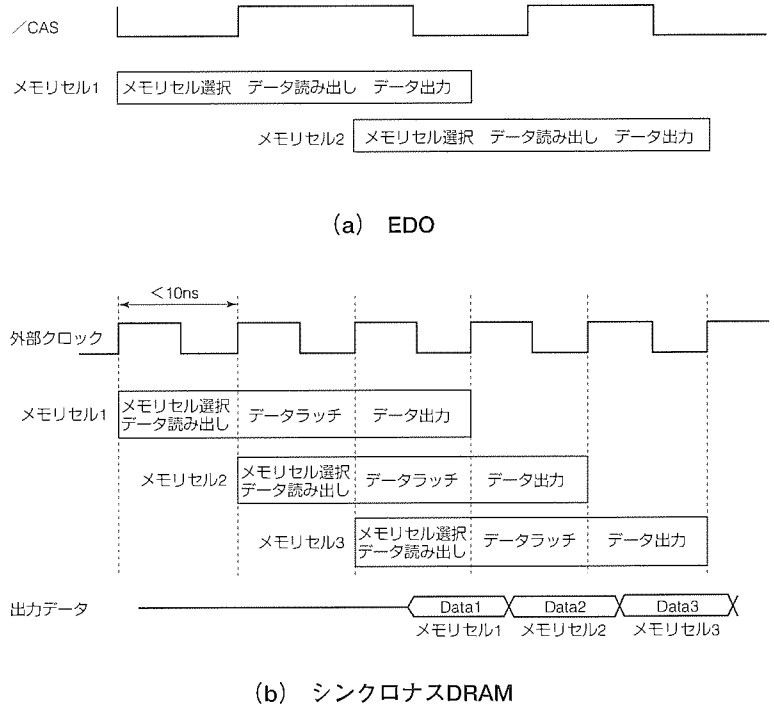 ／CAS
メモリセル1
メモリセル選択 データ読み出し データ出力
メモリセル2
メモリセル選択 データ読み出し データ出力
(a) EDO
＜10ns
外部クロック
メモリセル1
メモリセル選択
データ読み出し
データラッチ
データ出力
メモリセル2
メモリセル選択
データ読み出し
データラッチ
データ出力
メモリセル3
メモリセル選択
データ読み出し
データラッチ
データ出力
出力データ
Data1
Data2
Data3
メモリセル1
メモリセル2
メモリセル3
(b) シンクロナスDRAM